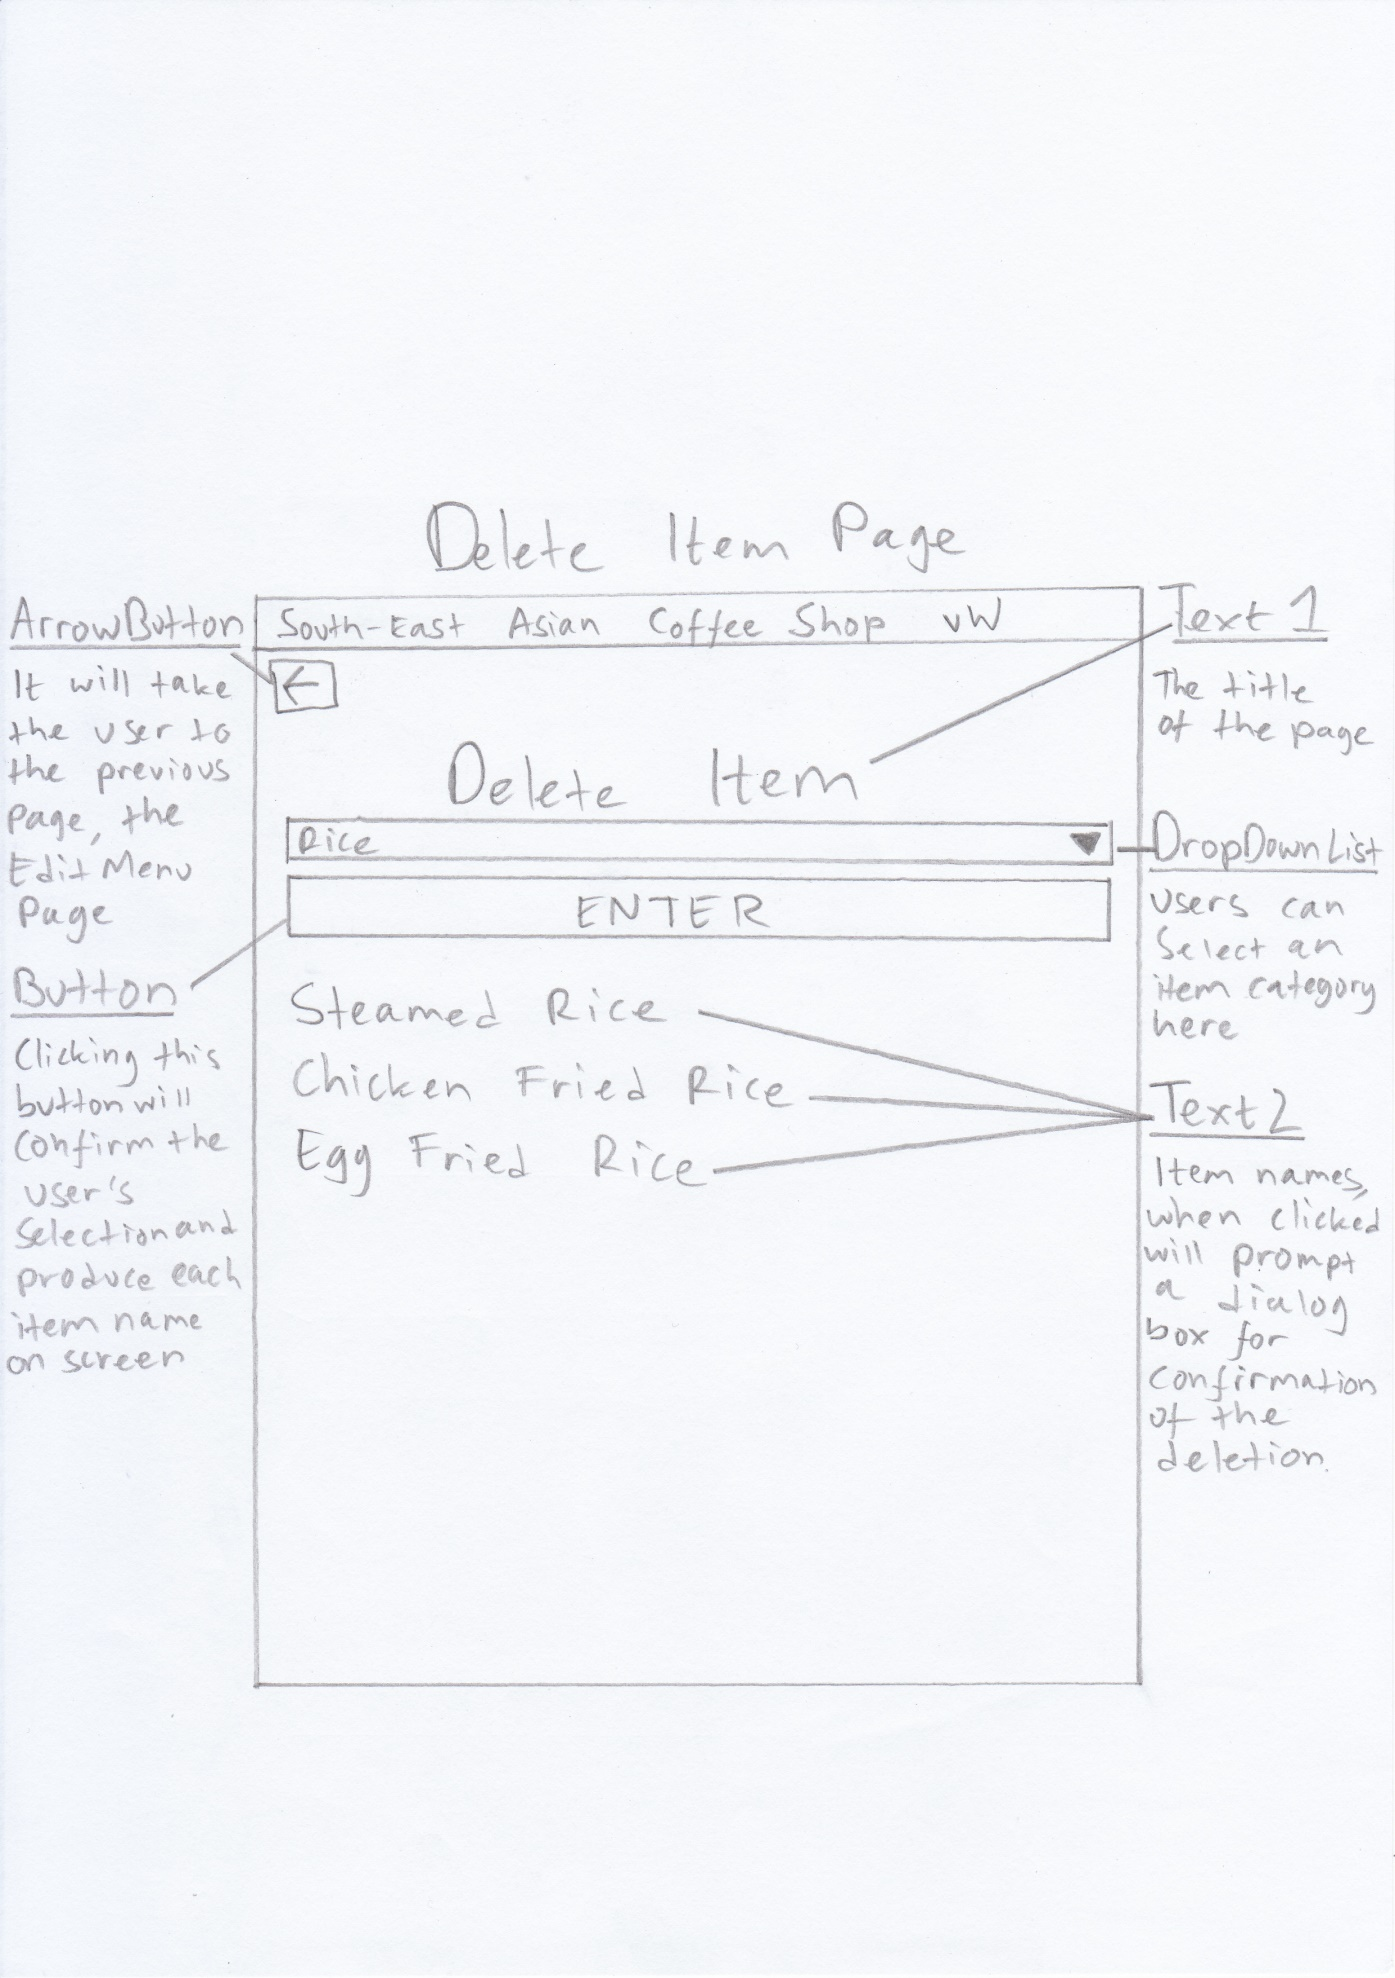 Delete Item Page
ArrowButton
It will take
the user to
the previous
Page, the
Edit Menu
Page
Button
Clicking this
button will
Confirm the
user's
Selection and
produce each
item name
on screen
South-East Asian Coffee Shop vW
←
Delete Item
Rice
ENTER
Steamed Rice
Chicken Fried Rice
Egg Fried Rice
Text 1
The title
of the page
DropDownList
Users can
Select an
item category
here
Text 2
Item names,
when clicked
will prompt
a dialog
box for
confirmation
of the
deletion.